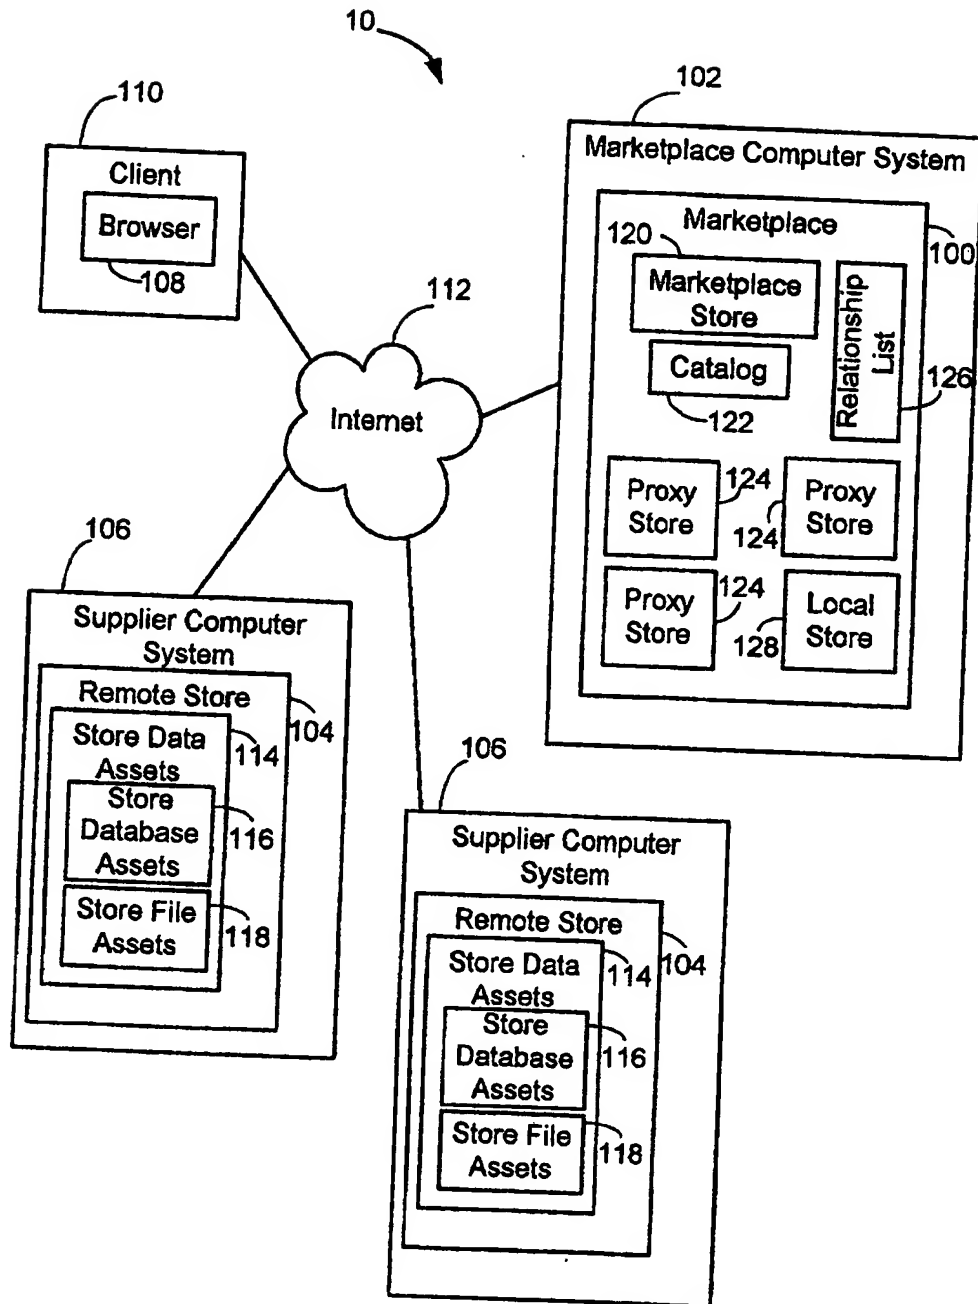 10
110
Client
Browser
108
102
Marketplace Computer System
Marketplace
100
120
Marketplace
Store
Catalog
122
Relationship
List
126
Proxy
Store
124
Proxy
Store
124
Proxy
Store
124
Local
Store
128
112
Internet
106
Supplier Computer
System
Remote Store
104
Store Data
Assets
114
Store
Database
Assets
116
Store File
Assets
118
106
Supplier Computer
System
Remote Store
104
Store Data
Assets
114
Store
Database
Assets
116
Store File
Assets
118